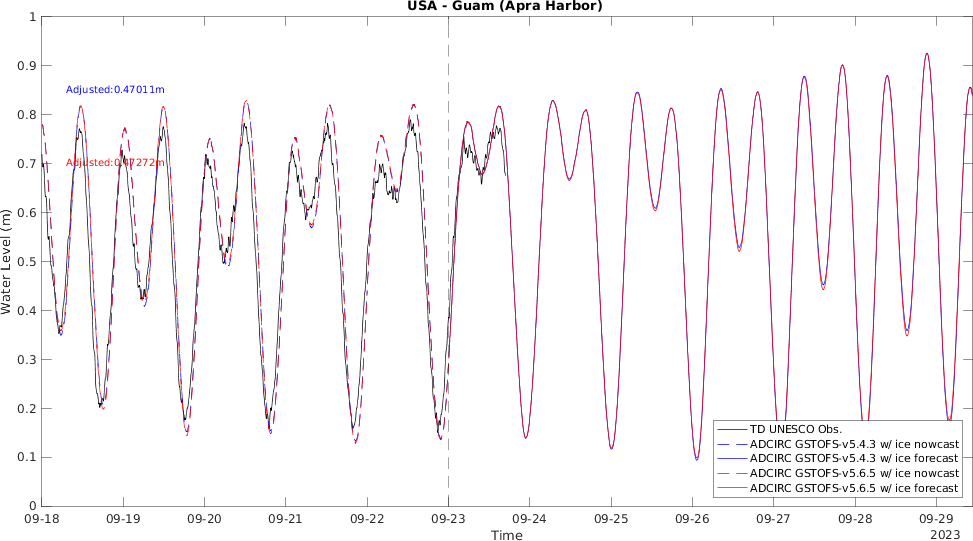 USA - Guam (Apra Harbor)
1
0.9
0.8
0.7
0.6
0.5
0.4
0.3
0.2
0.1
0
Water Level (m)
Adjusted:0.47011m
Adjusted:0.47272m
TD UNESCO Obs.
ADCIRC GSTOFS-v5.4.3 w/ ice nowcast
ADCIRC GSTOFS-v5.4.3 w/ ice forecast
ADCIRC GSTOFS-v5.6.5 w/ ice nowcast
ADCIRC GSTOFS-v5.6.5 w/ ice forecast
09-18 09-19 09-20 09-21 09-22 09-23 09-24 09-25 09-26 09-27 09-28 09-29
2023
Time